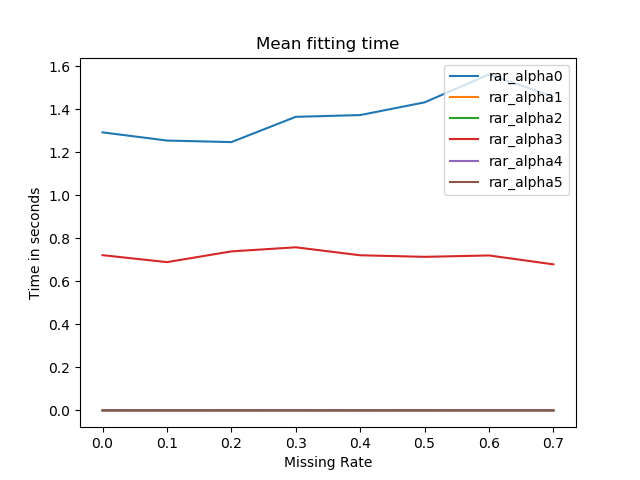 Mean fitting time
rar_alpha0
rar_alpha1
rar_alpha2
rar_alpha3
rar_alpha4
rar_alpha5
Time in seconds
1.6
1.4
1.2
1.0
0.8
0.6
0.4
0.2
0.0
0.0 0.1 0.2 0.3 0.4 0.5 0.6 0.7
Missing Rate